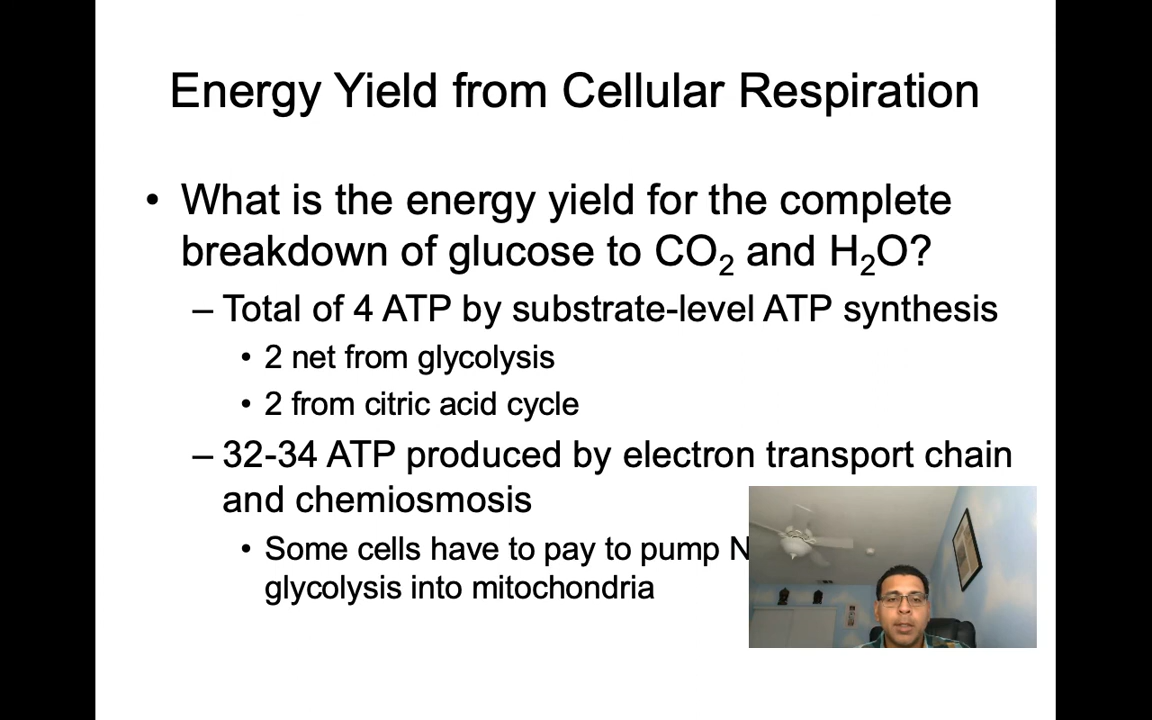 Energy Yield from Cellular Respiration
• What is the energy yield for the complete
breakdown of glucose to CO₂ and H₂O?
– Total of 4 ATP by substrate-level ATP synthesis
• 2 net from glycolysis
• 2 from citric acid cycle
– 32-34 ATP produced by electron transport chain
and chemiosmosis
• Some cells have to pay to pump
glycolysis into mitochondria